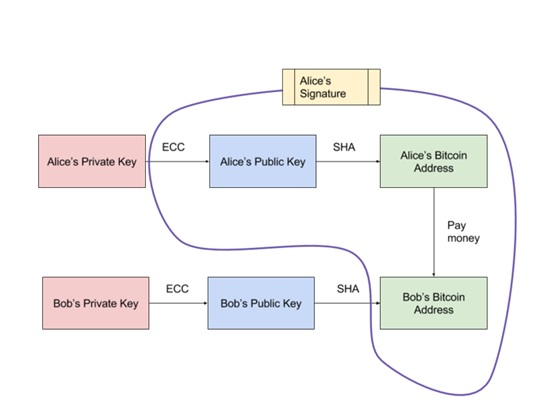 Alice's
Signature
ECC
SHA
Alice's Private Key
Alice's Public Key
Alice's Bitcoin
Address
Pay
money
ECC
SHA
Bob's Private Key
Bob's Public Key
Bob's Bitcoin
Address